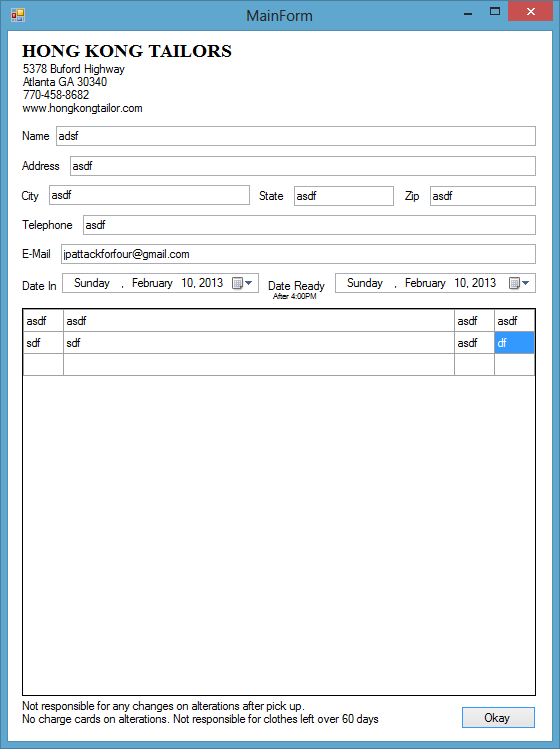 MainForm
HONG KONG TAILORS
5378 Buford Highway
Atlanta GA 30340
770-458-8682
www.hongkongtailor.com
Name adsf
Address asdf
City asdf State asdf Zip asdf
Telephone asdf
E-Mail jpattackforfour@gmail.com
Date In Sunday , February 10, 2013 Date Ready Sunday , February 10, 2013
After 4:00PM
asdf asdf asdf asdf
sdf sdf asdf df
Not responsible for any changes on alterations after pick up.
No charge cards on alterations. Not responsible for clothes left over 60 days
Okay